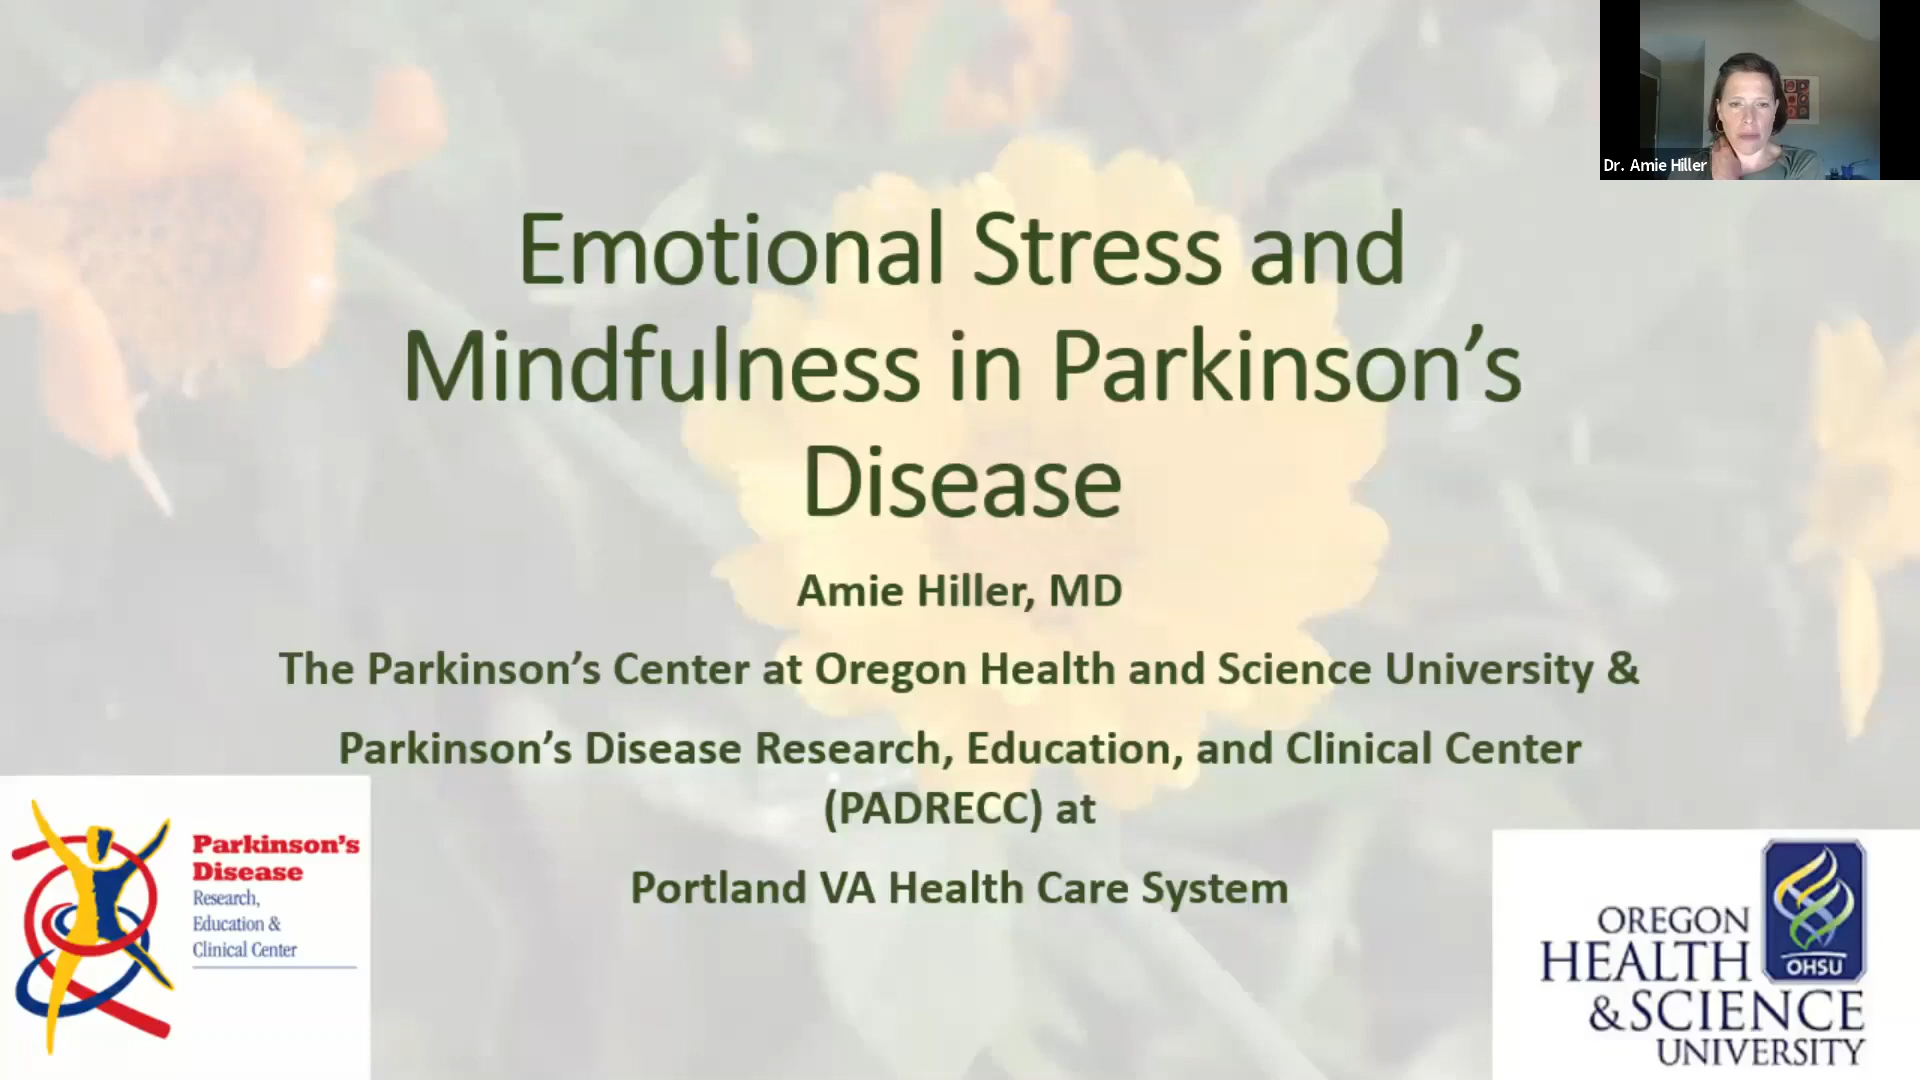 Dr. Amie Hiller
Emotional Stress and
Mindfulness in Parkinson’s
Disease
Amie Hiller, MD
The Parkinson’s Center at Oregon Health and Science University &
Parkinson’s Disease Research, Education, and Clinical Center
(PADRECC) at
Portland VA Health Care System
Parkinson’s
Disease
Research,
Education &
Clinical Center
OREGON
HEALTH
OHSU
&SCIENCE
UNIVERSITY